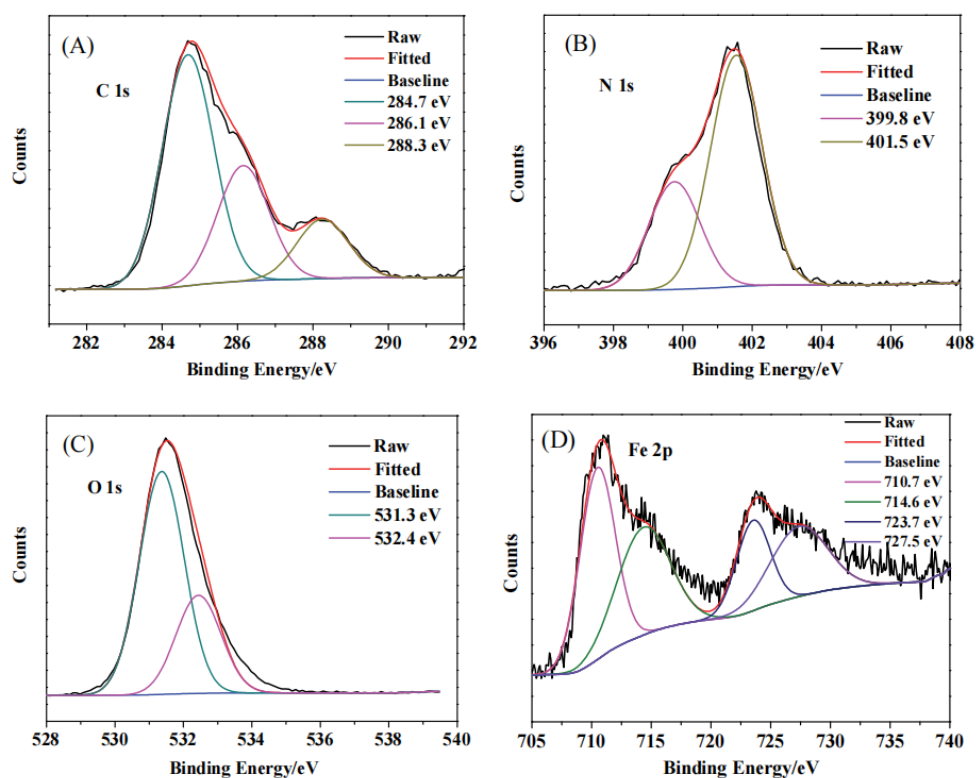 (A)
C 1s
Raw
Fitted
Baseline
284.7 eV
286.1 eV
288.3 eV
Counts
282 284 286 288 290 292
Binding Energy/eV
(B)
N 1s
Raw
Fitted
Baseline
399.8 eV
401.5 eV
Counts
396 398 400 402 404 406 408
Binding Energy/eV
(C)
O 1s
Raw
Fitted
Baseline
531.3 eV
532.4 eV
Counts
528 530 532 534 536 538 540
Binding Energy/eV
(D)
Fe 2p
Raw
Fitted
Baseline
710.7 eV
714.6 eV
723.7 eV
727.5 eV
Counts
705 710 715 720 725 730 735 740
Binding Energy/eV